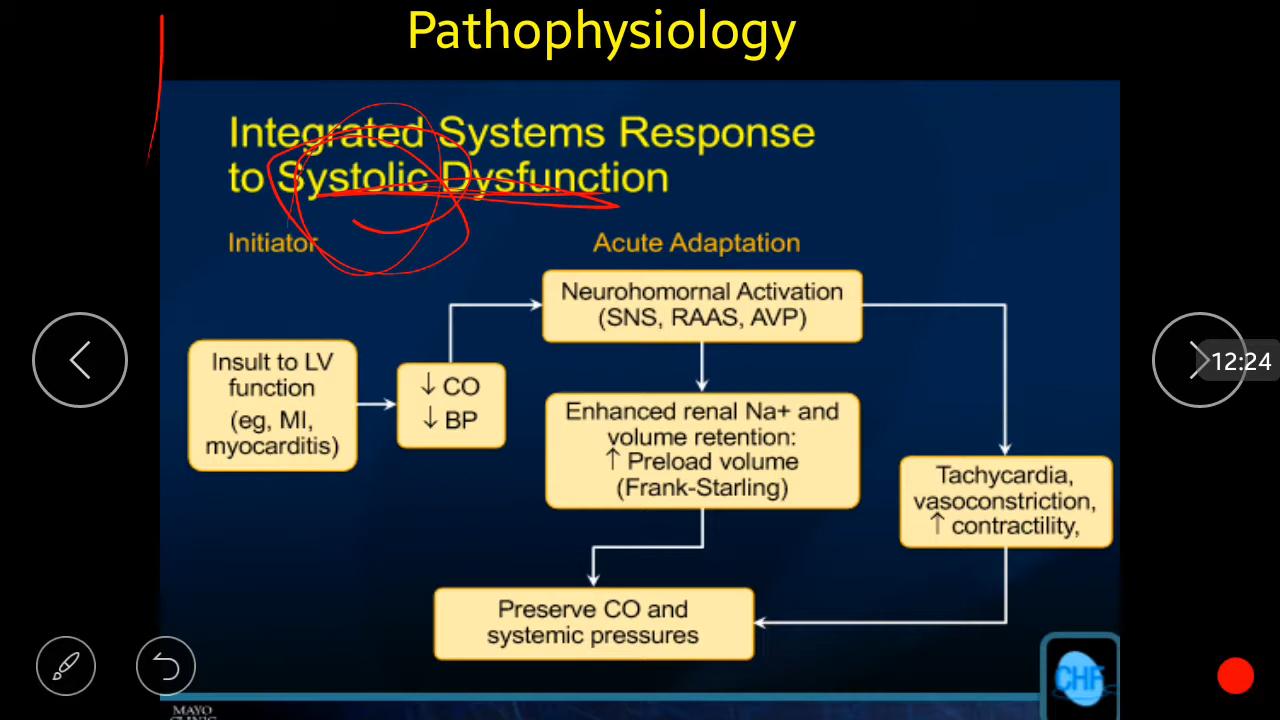 Pathophysiology
Integrated Systems Response
to Systolic Dysfunction
Initiator
Acute Adaptation
Neurohomornal Activation
(SNS, RAAS, AVP)
Insult to LV
function
(eg, MI,
myocarditis)
↓ CO
↓ BP
Enhanced renal Na+ and
volume retention:
↑ Preload volume
(Frank-Starling)
Tachycardia,
vasoconstriction,
↑ contractility,
Preserve CO and
systemic pressures
12:24
CHF
MAYO
CLINIC